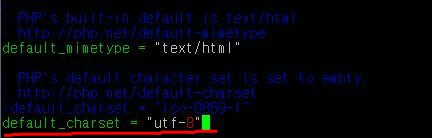 ; PHP's built-in default is text/html
; http://php.net/default-mimetype
default_mimetype = "text/html"
; PHP's default character set is set to empty.
; http://php.net/default-charset
;default_charset = "iso-8859-1"
default_charset = "utf-8"